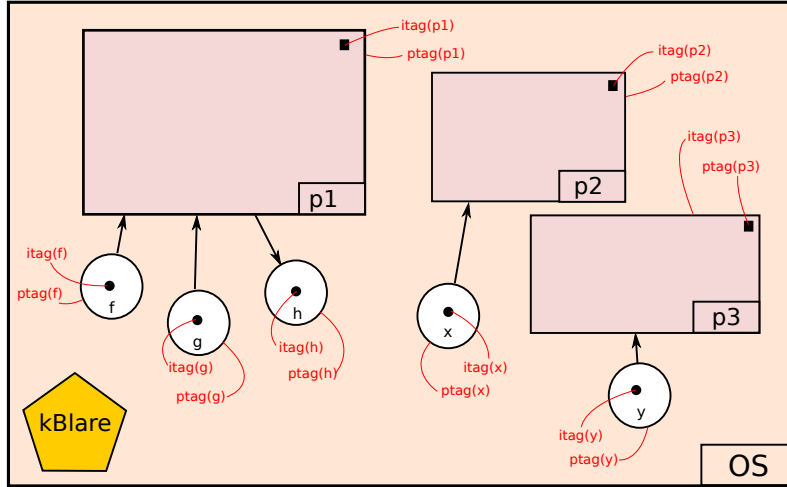 itag(p1)
ptag(p1)
itag(p2)
ptag(p2)
itag(p3)
ptag(p3)
p1
p2
p3
itag(f)
ptag(f)
f
g
h
x
y
itag(g)
ptag(g)
itag(h)
ptag(h)
itag(x)
ptag(x)
itag(y)
ptag(y)
kBlare
OS